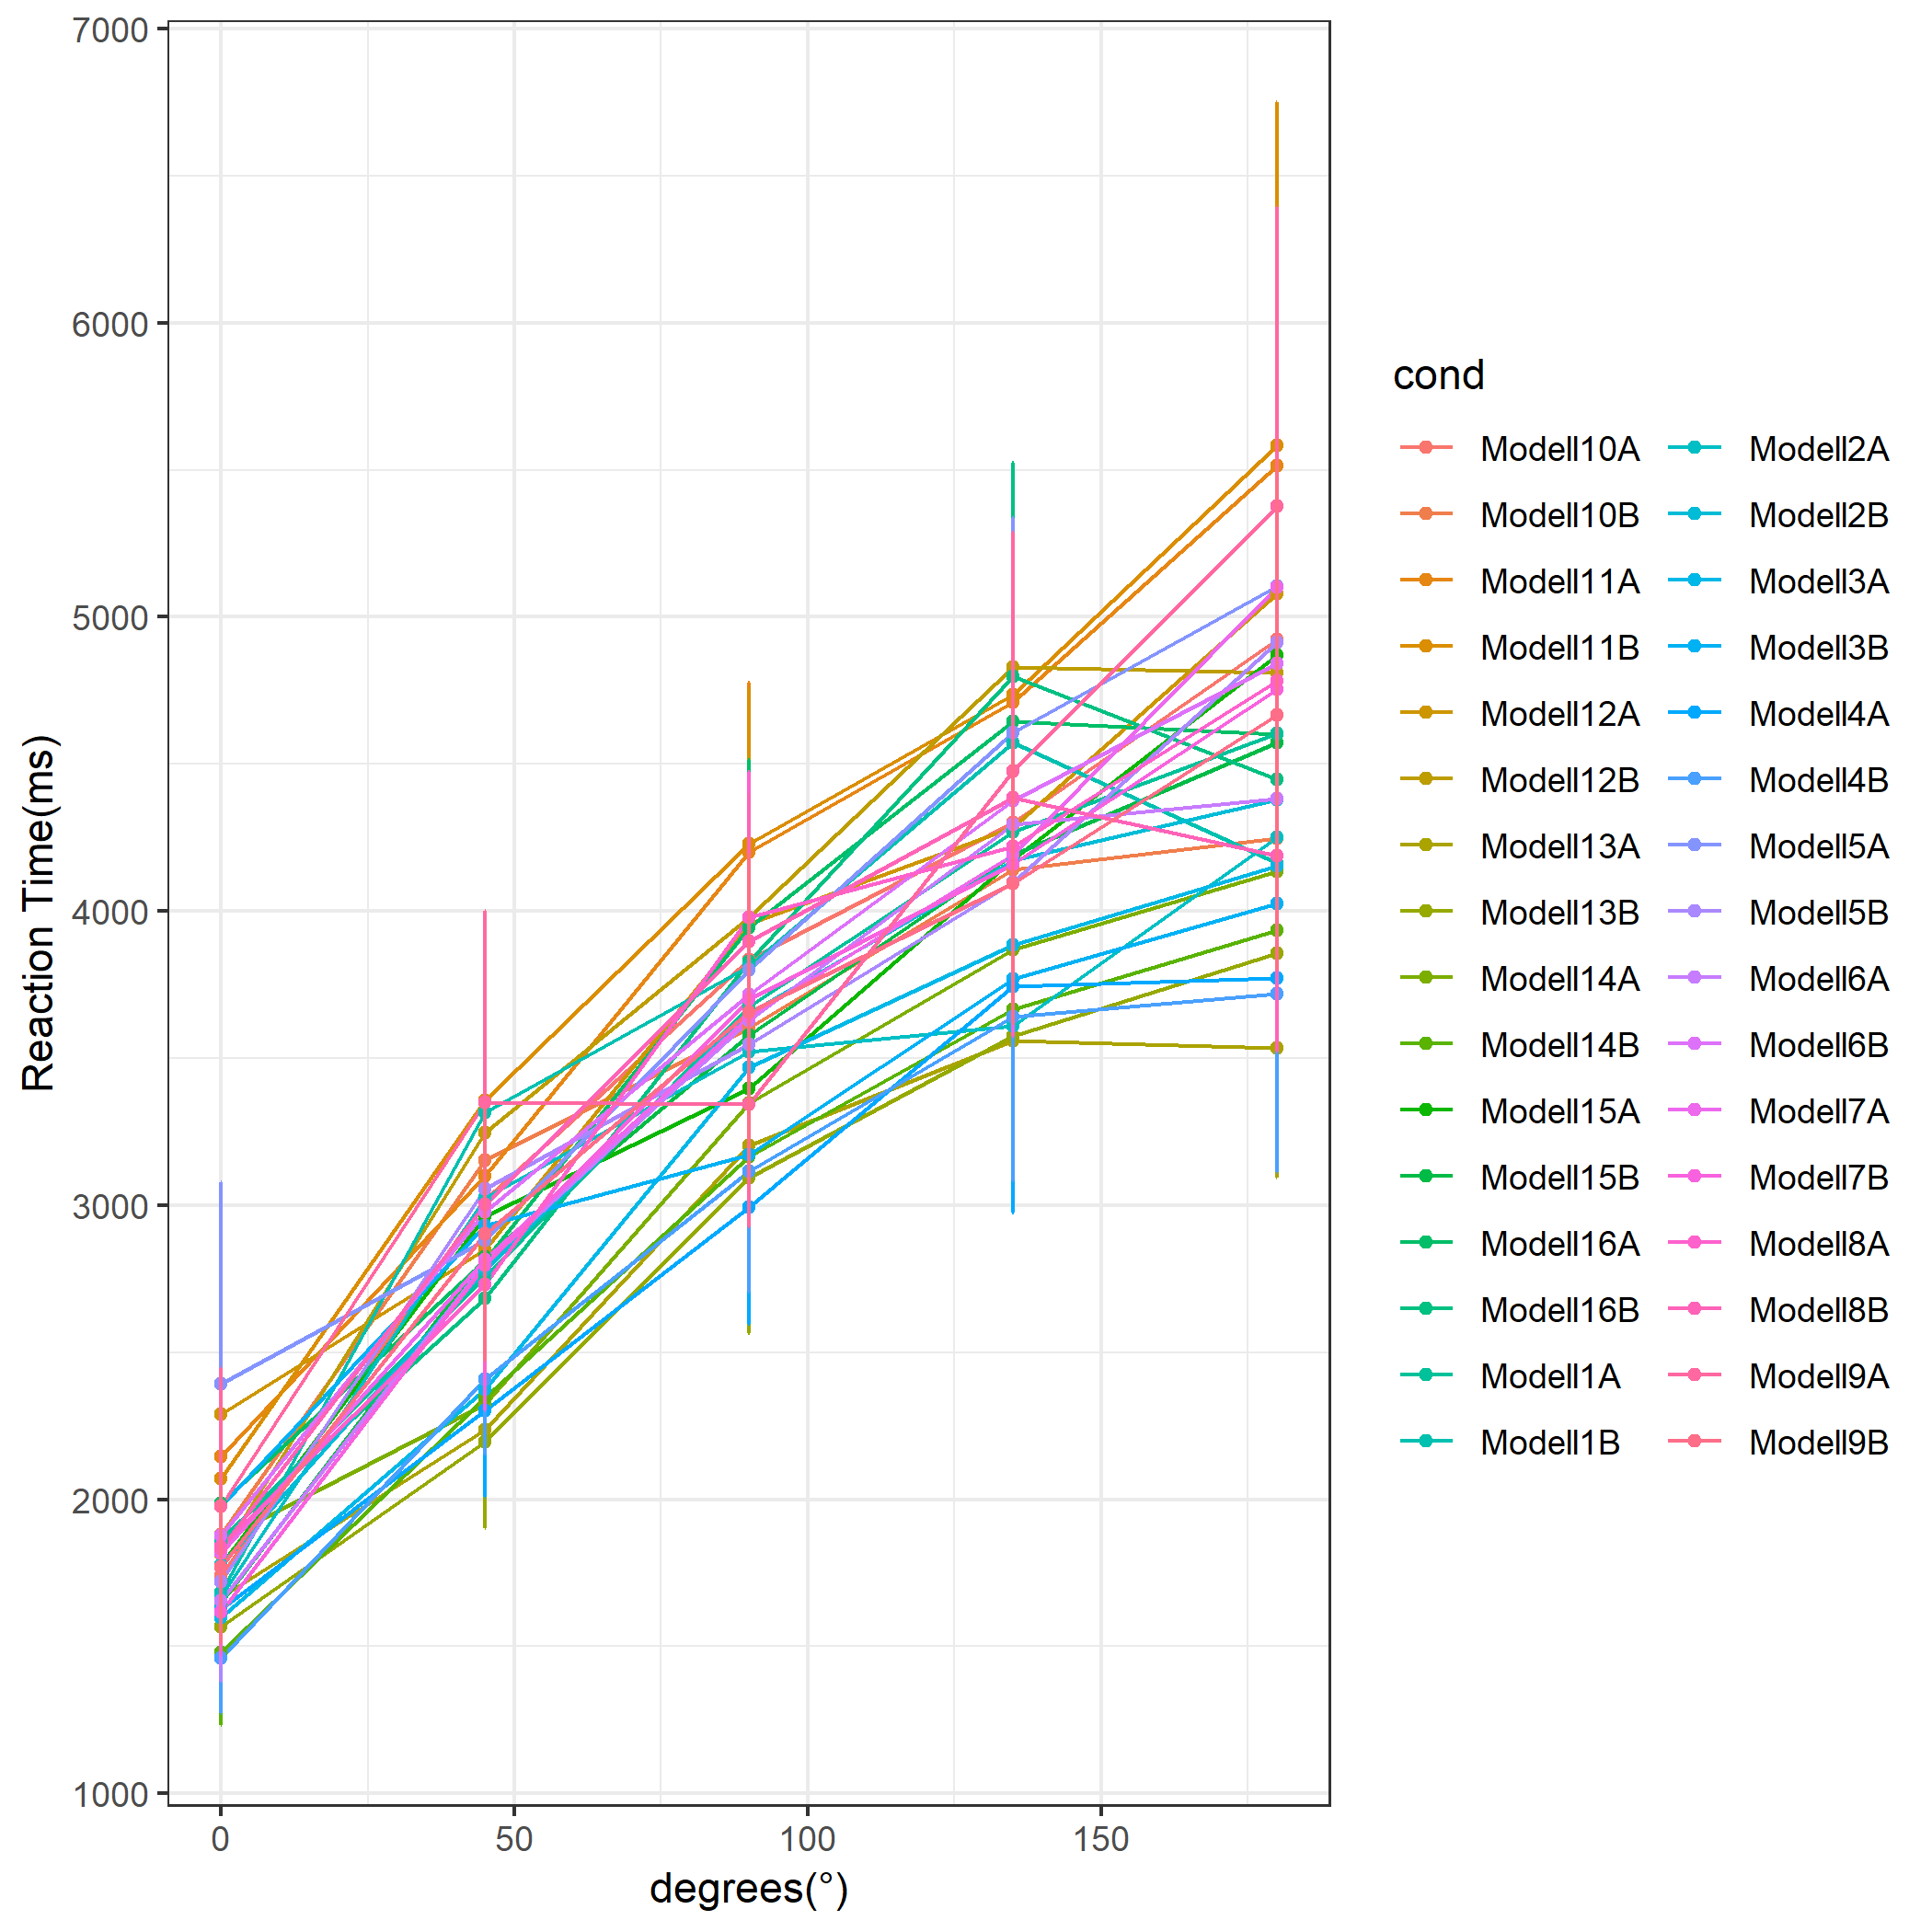 7000
6000
5000
4000
3000
2000
1000
Reaction Time(ms)
0 50 100 150
degrees(°)
cond
Modell10A Modell2A
Modell10B Modell2B
Modell11A Modell3A
Modell11B Modell3B
Modell12A Modell4A
Modell12B Modell4B
Modell13A Modell5A
Modell13B Modell5B
Modell14A Modell6A
Modell14B Modell6B
Modell15A Modell7A
Modell15B Modell7B
Modell16A Modell8A
Modell16B Modell8B
Modell1A Modell9A
Modell1B Modell9B